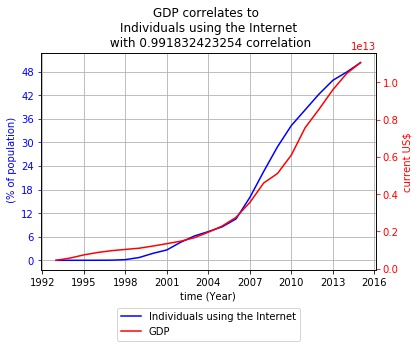 GDP correlates to
Individuals using the Internet
with 0.991832423254 correlation
1e13
48
42
36
30
24
18
12
6
0
(% of population)
1.0
0.8
0.6
0.4
0.2
0.0
current US$
1992 1995 1998 2001 2004 2007 2010 2013 2016
time (Year)
Individuals using the Internet
GDP